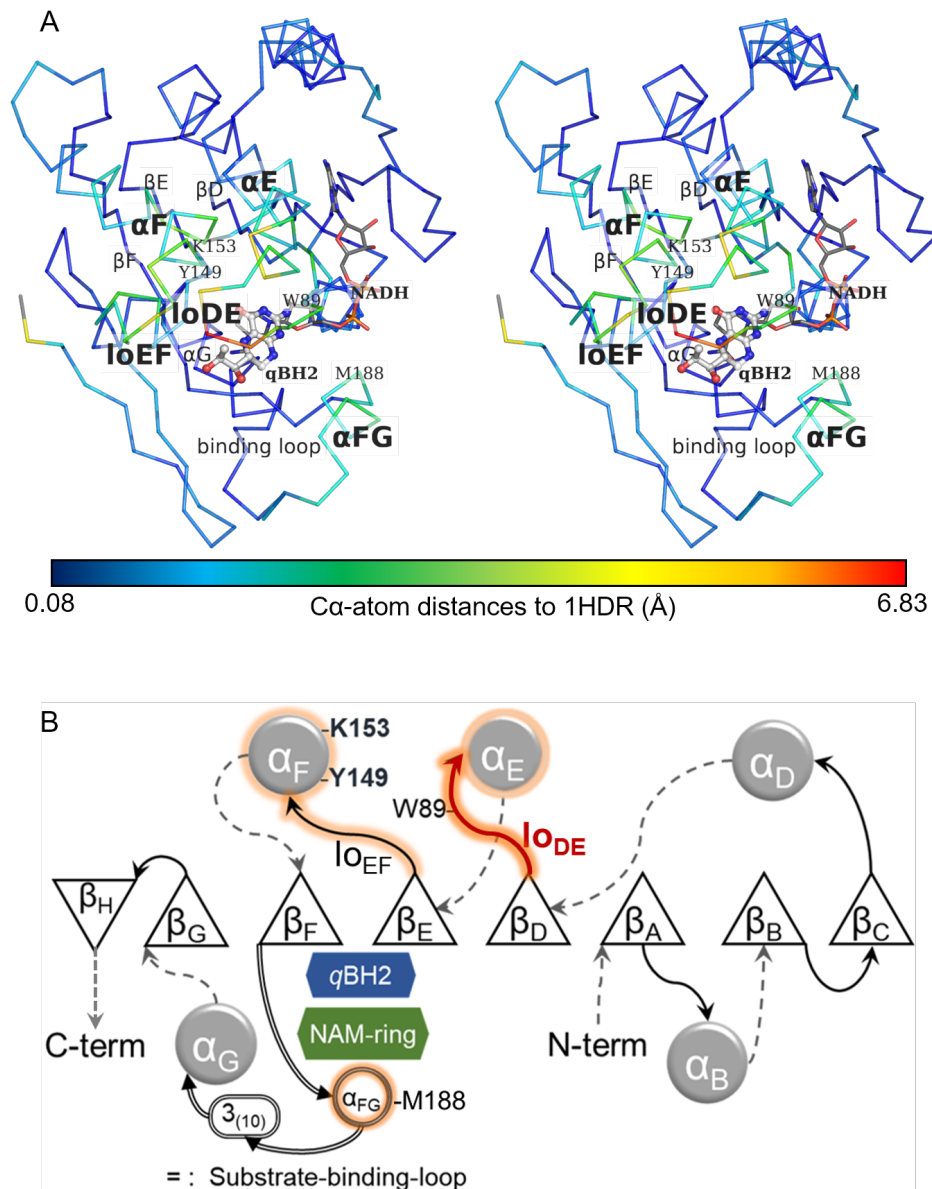 A
βE
βD
αE
αF
K153
βF
Y149
NADH
W89
loDE
loEF
αG
qBH2
M188
αFG
binding loop
βE
βD
αE
αF
K153
βF
Y149
NADH
W89
loDE
loEF
αG
qBH2
M188
αFG
binding loop
0.08
Cα-atom distances to 1HDR (Å)
6.83
B
αF
K153
Y149
αE
αD
W89
loDE
loEF
βH
βG
βF
βE
βD
βA
βB
βC
qBH2
NAM-ring
C-term
αG
N-term
αB
αFG
M188
3(10)
= : Substrate-binding-loop